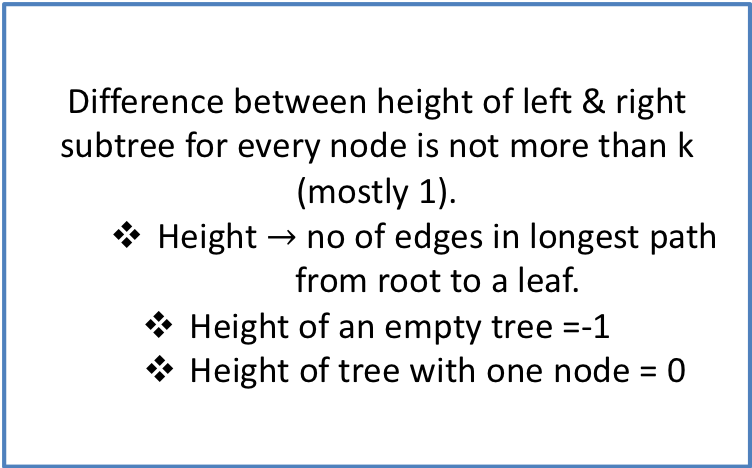 Difference between height of left & right
subtree for every node is not more than k
(mostly 1).
❖ Height → no of edges in longest path
from root to a leaf.
❖ Height of an empty tree =-1
❖ Height of tree with one node = 0